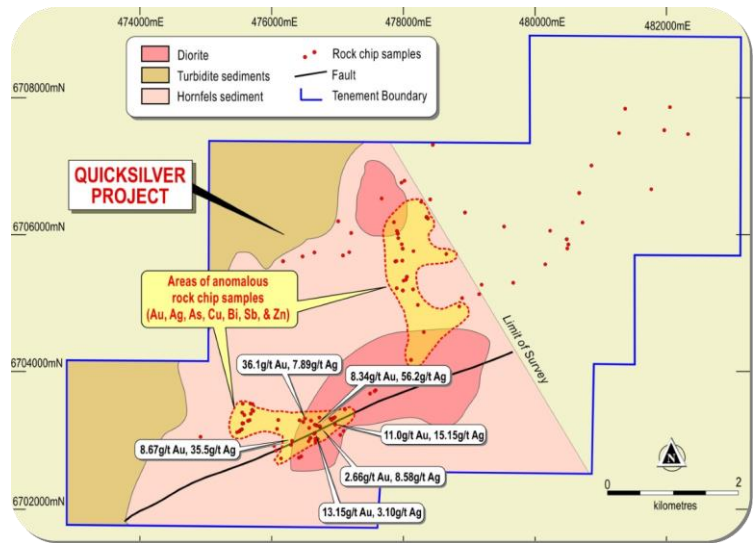 474000mE
476000mE
478000mE
480000mE
482000mE
Diorite
Turbidite sediments
Hornfels sediment
Rock chip samples
Fault
Tenement Boundary
6708000mN
QUICKSILVER
PROJECT
6706000mN
Areas of anomalous
rock chip samples
(Au, Ag, As, Cu, Bi, Sb, & Zn)
Limit of Survey
6704000mN
36.1g/t Au, 7.89g/t Ag
8.34g/t Au, 56.2g/t Ag
11.0g/t Au, 15.15g/t Ag
8.67g/t Au, 35.5g/t Ag
2.66g/t Au, 8.58g/t Ag
13.15g/t Au, 3.10g/t Ag
6702000mN
N
0
2
kilometres